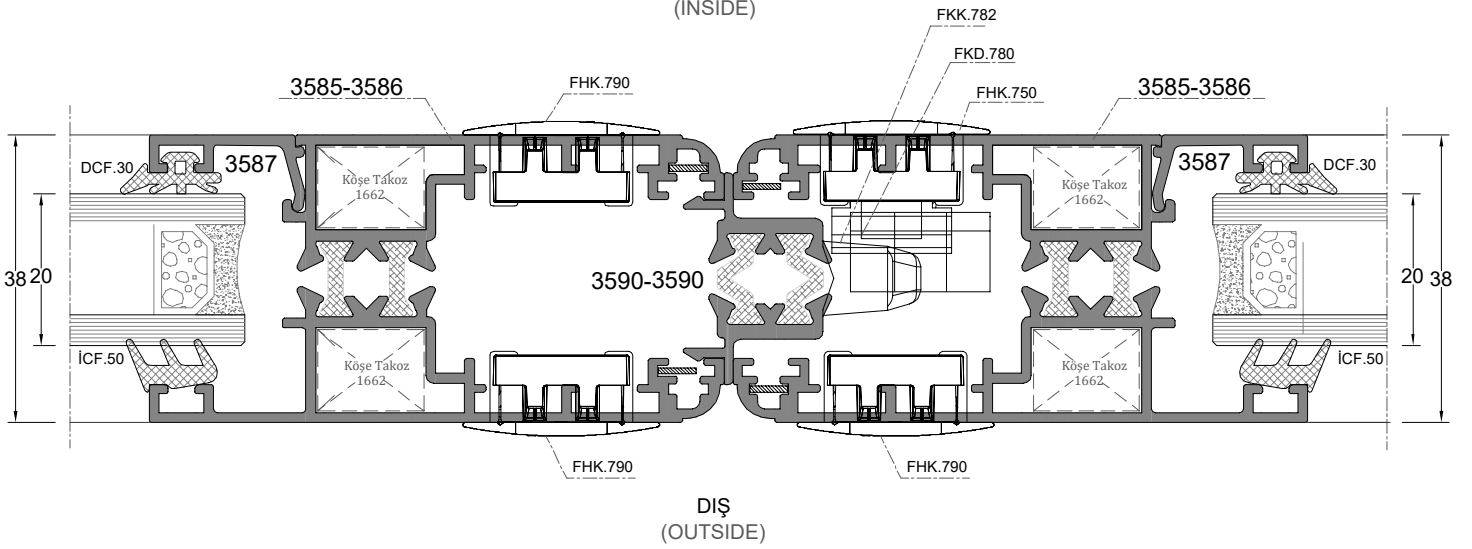 (INSIDE)
FKK.782
FKD.780
3585-3586
FHK.790
FHK.750
3585-3586
DCF.30
3587
3587
DCF.30
Köşe Takoz
1662
Köşe Takoz
1662
38
20
3590-3590
20
38
İCF.50
Köşe Takoz
1662
Köşe Takoz
1662
İCF.50
FHK.790
FHK.790
DIŞ
(OUTSIDE)